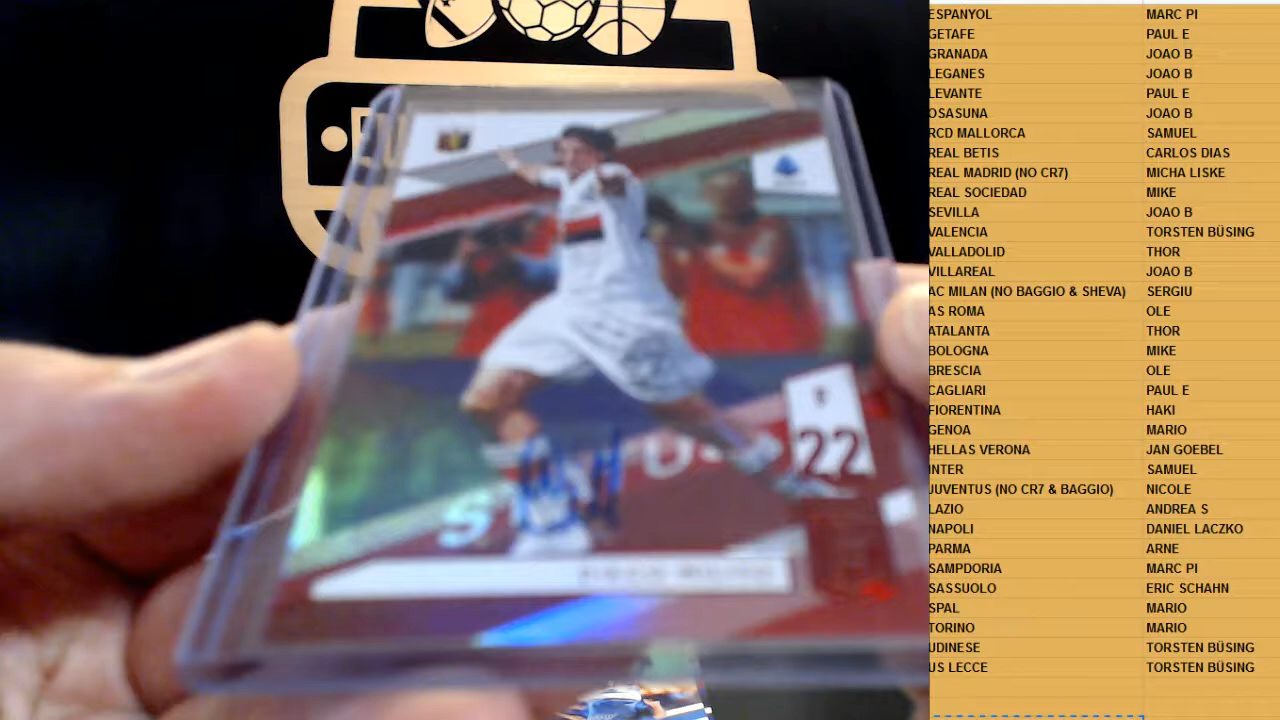 22
ESPANYOL MARC PI
GETAFE PAUL E
GRANADA JOAO B
LEGANES JOAO B
LEVANTE PAUL E
OSASUNA JOAO B
RCD MALLORCA SAMUEL
REAL BETIS CARLOS DIAS
REAL MADRID (NO CR7) MICHA LISKE
REAL SOCIEDAD MIKE
SEVILLA JOAO B
VALENCIA TORSTEN BÜSING
VALLADOLID THOR
VILLAREAL JOAO B
AC MILAN (NO BAGGIO & SHEVA) SERGIU
AS ROMA OLE
ATALANTA THOR
BOLOGNA MIKE
BRESCIA OLE
CAGLIARI PAUL E
FIORENTINA HAKI
GENOA MARIO
HELLAS VERONA JAN GOEBEL
INTER SAMUEL
JUVENTUS (NO CR7 & BAGGIO) NICOLE
LAZIO ANDREA S
NAPOLI DANIEL LACZKO
PARMA ARNE
SAMPDORIA MARC PI
SASSUOLO ERIC SCHAHN
SPAL MARIO
TORINO MARIO
UDINESE TORSTEN BÜSING
US LECCE TORSTEN BÜSING